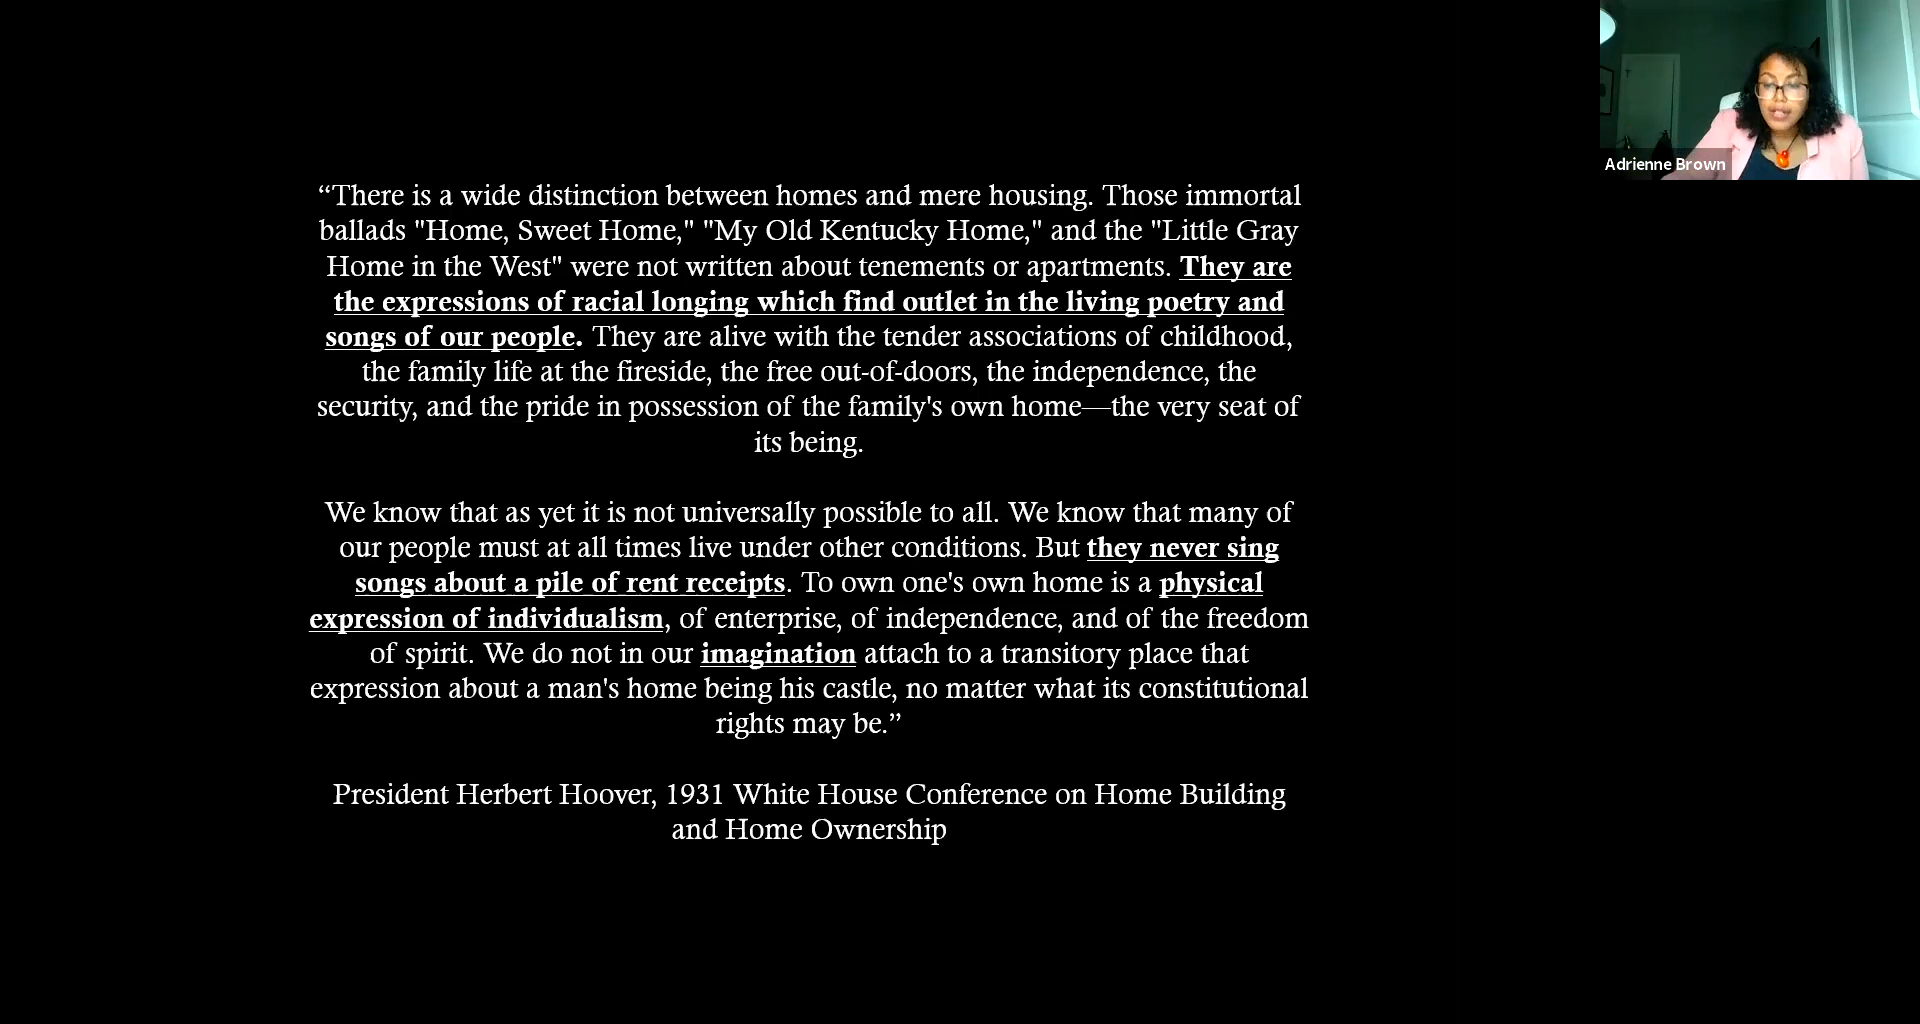 “There is a wide distinction between homes and mere housing. Those immortal
ballads "Home, Sweet Home," "My Old Kentucky Home," and the "Little Gray
Home in the West" were not written about tenements or apartments. They are
the expressions of racial longing which find outlet in the living poetry and
songs of our people. They are alive with the tender associations of childhood,
the family life at the fireside, the free out-of-doors, the independence, the
security, and the pride in possession of the family's own home—the very seat of
its being.
We know that as yet it is not universally possible to all. We know that many of
our people must at all times live under other conditions. But they never sing
songs about a pile of rent receipts. To own one's own home is a physical
expression of individualism, of enterprise, of independence, and of the freedom
of spirit. We do not in our imagination attach to a transitory place that
expression about a man's home being his castle, no matter what its constitutional
rights may be.”
President Herbert Hoover, 1931 White House Conference on Home Building
and Home Ownership
Adrienne Brown